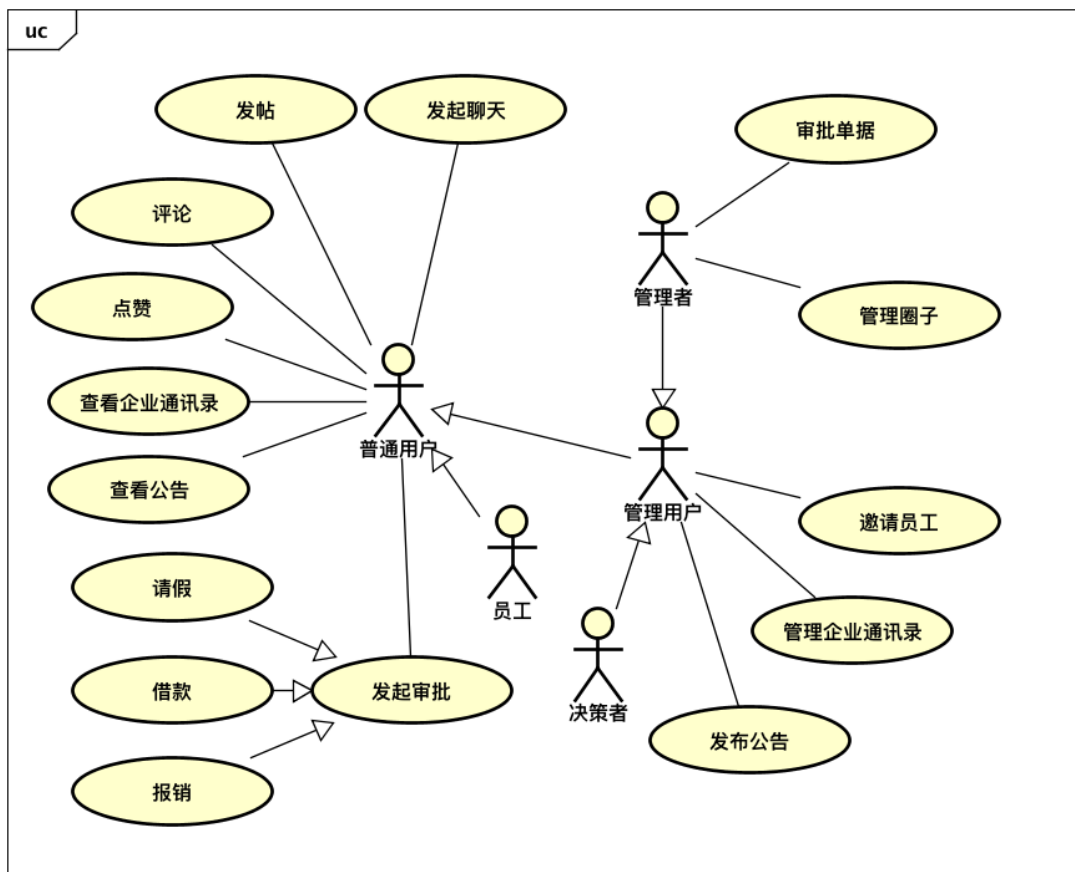 uc
发帖
发起聊天
审批单据
评论
点赞
管理者
管理圈子
查看企业通讯录
普通用户
查看公告
管理用户
邀请员工
请假
员工
管理企业通讯录
借款
发起审批
决策者
发布公告
报销